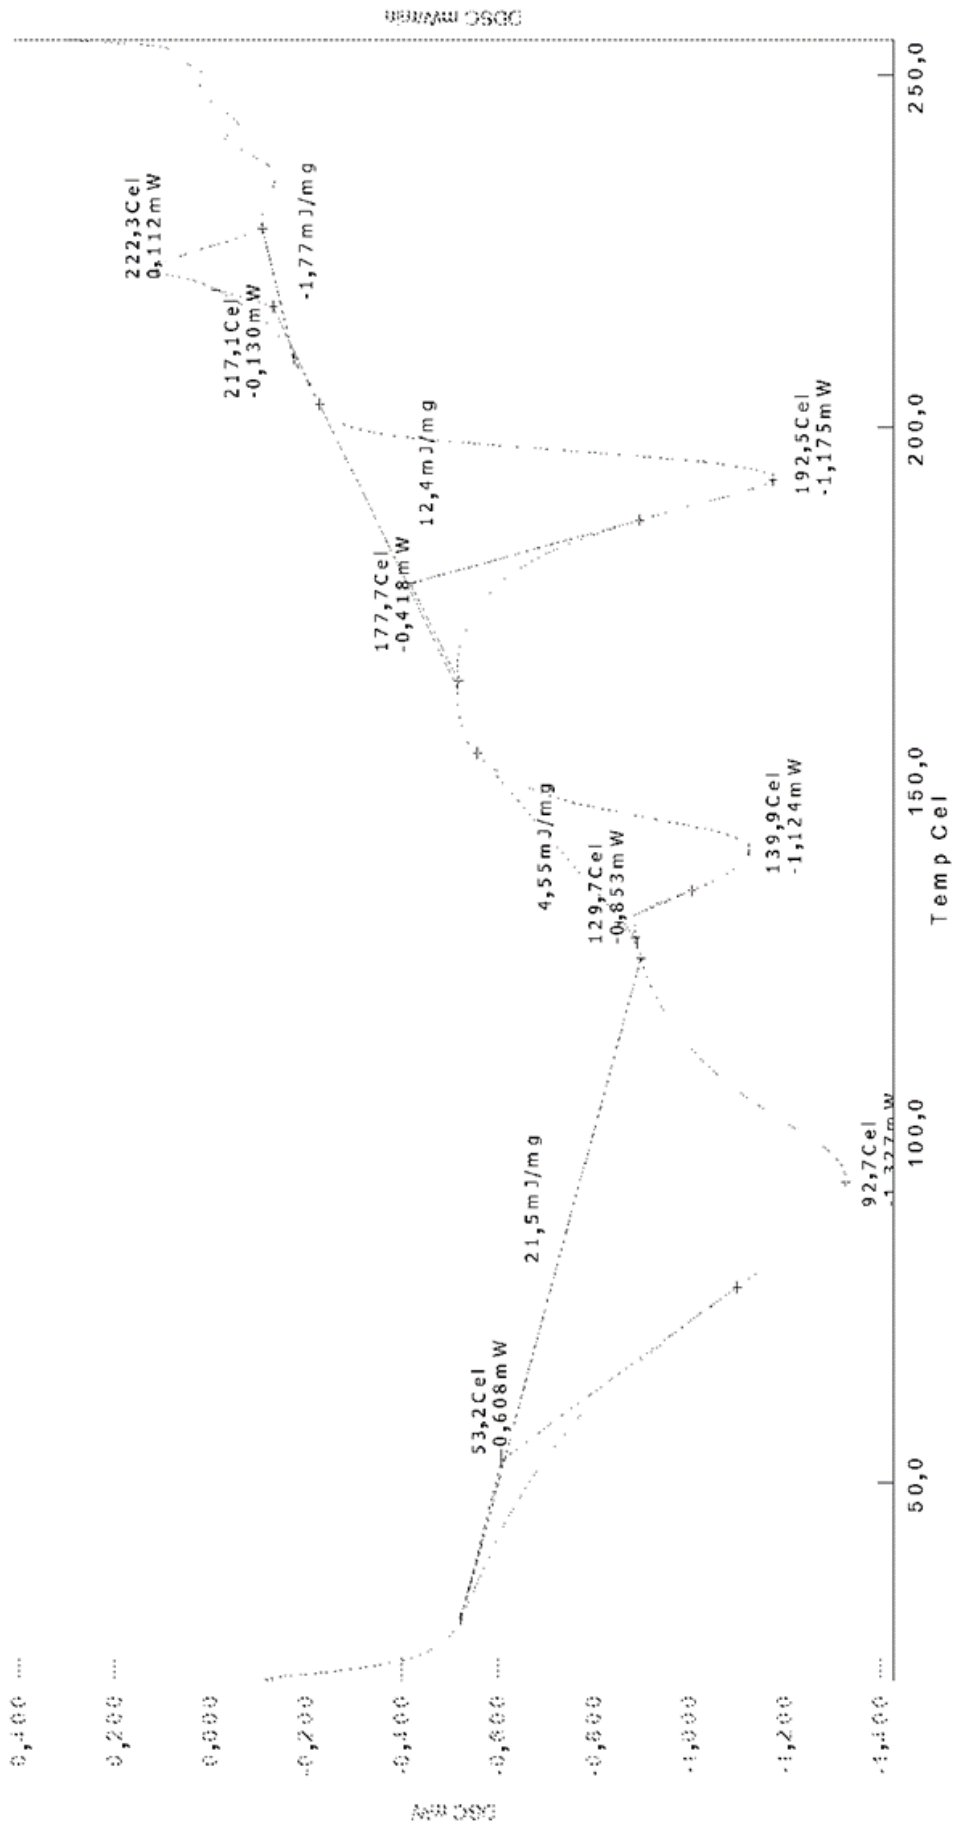 DDSC mW/min
222,3Cel
0,112mW
-1,77mJ/mg
217,1Cel
-0,130mW
12,4mJ/mg
192,5Cel
-1,175mW
177,7Cel
-0,418mW
4,55mJ/mg
139,9Cel
-1,124mW
129,7Cel
-0,853mW
92,7Cel
-1,327mW
21,5mJ/mg
53,2Cel
-0,608mW
50,0
100,0
150,0
200,0
250,0
Temp Cel
0,400
0,200
0,000
-0,200
-0,400
-0,600
-0,800
-1,000
-1,200
-1,400
DSC mW